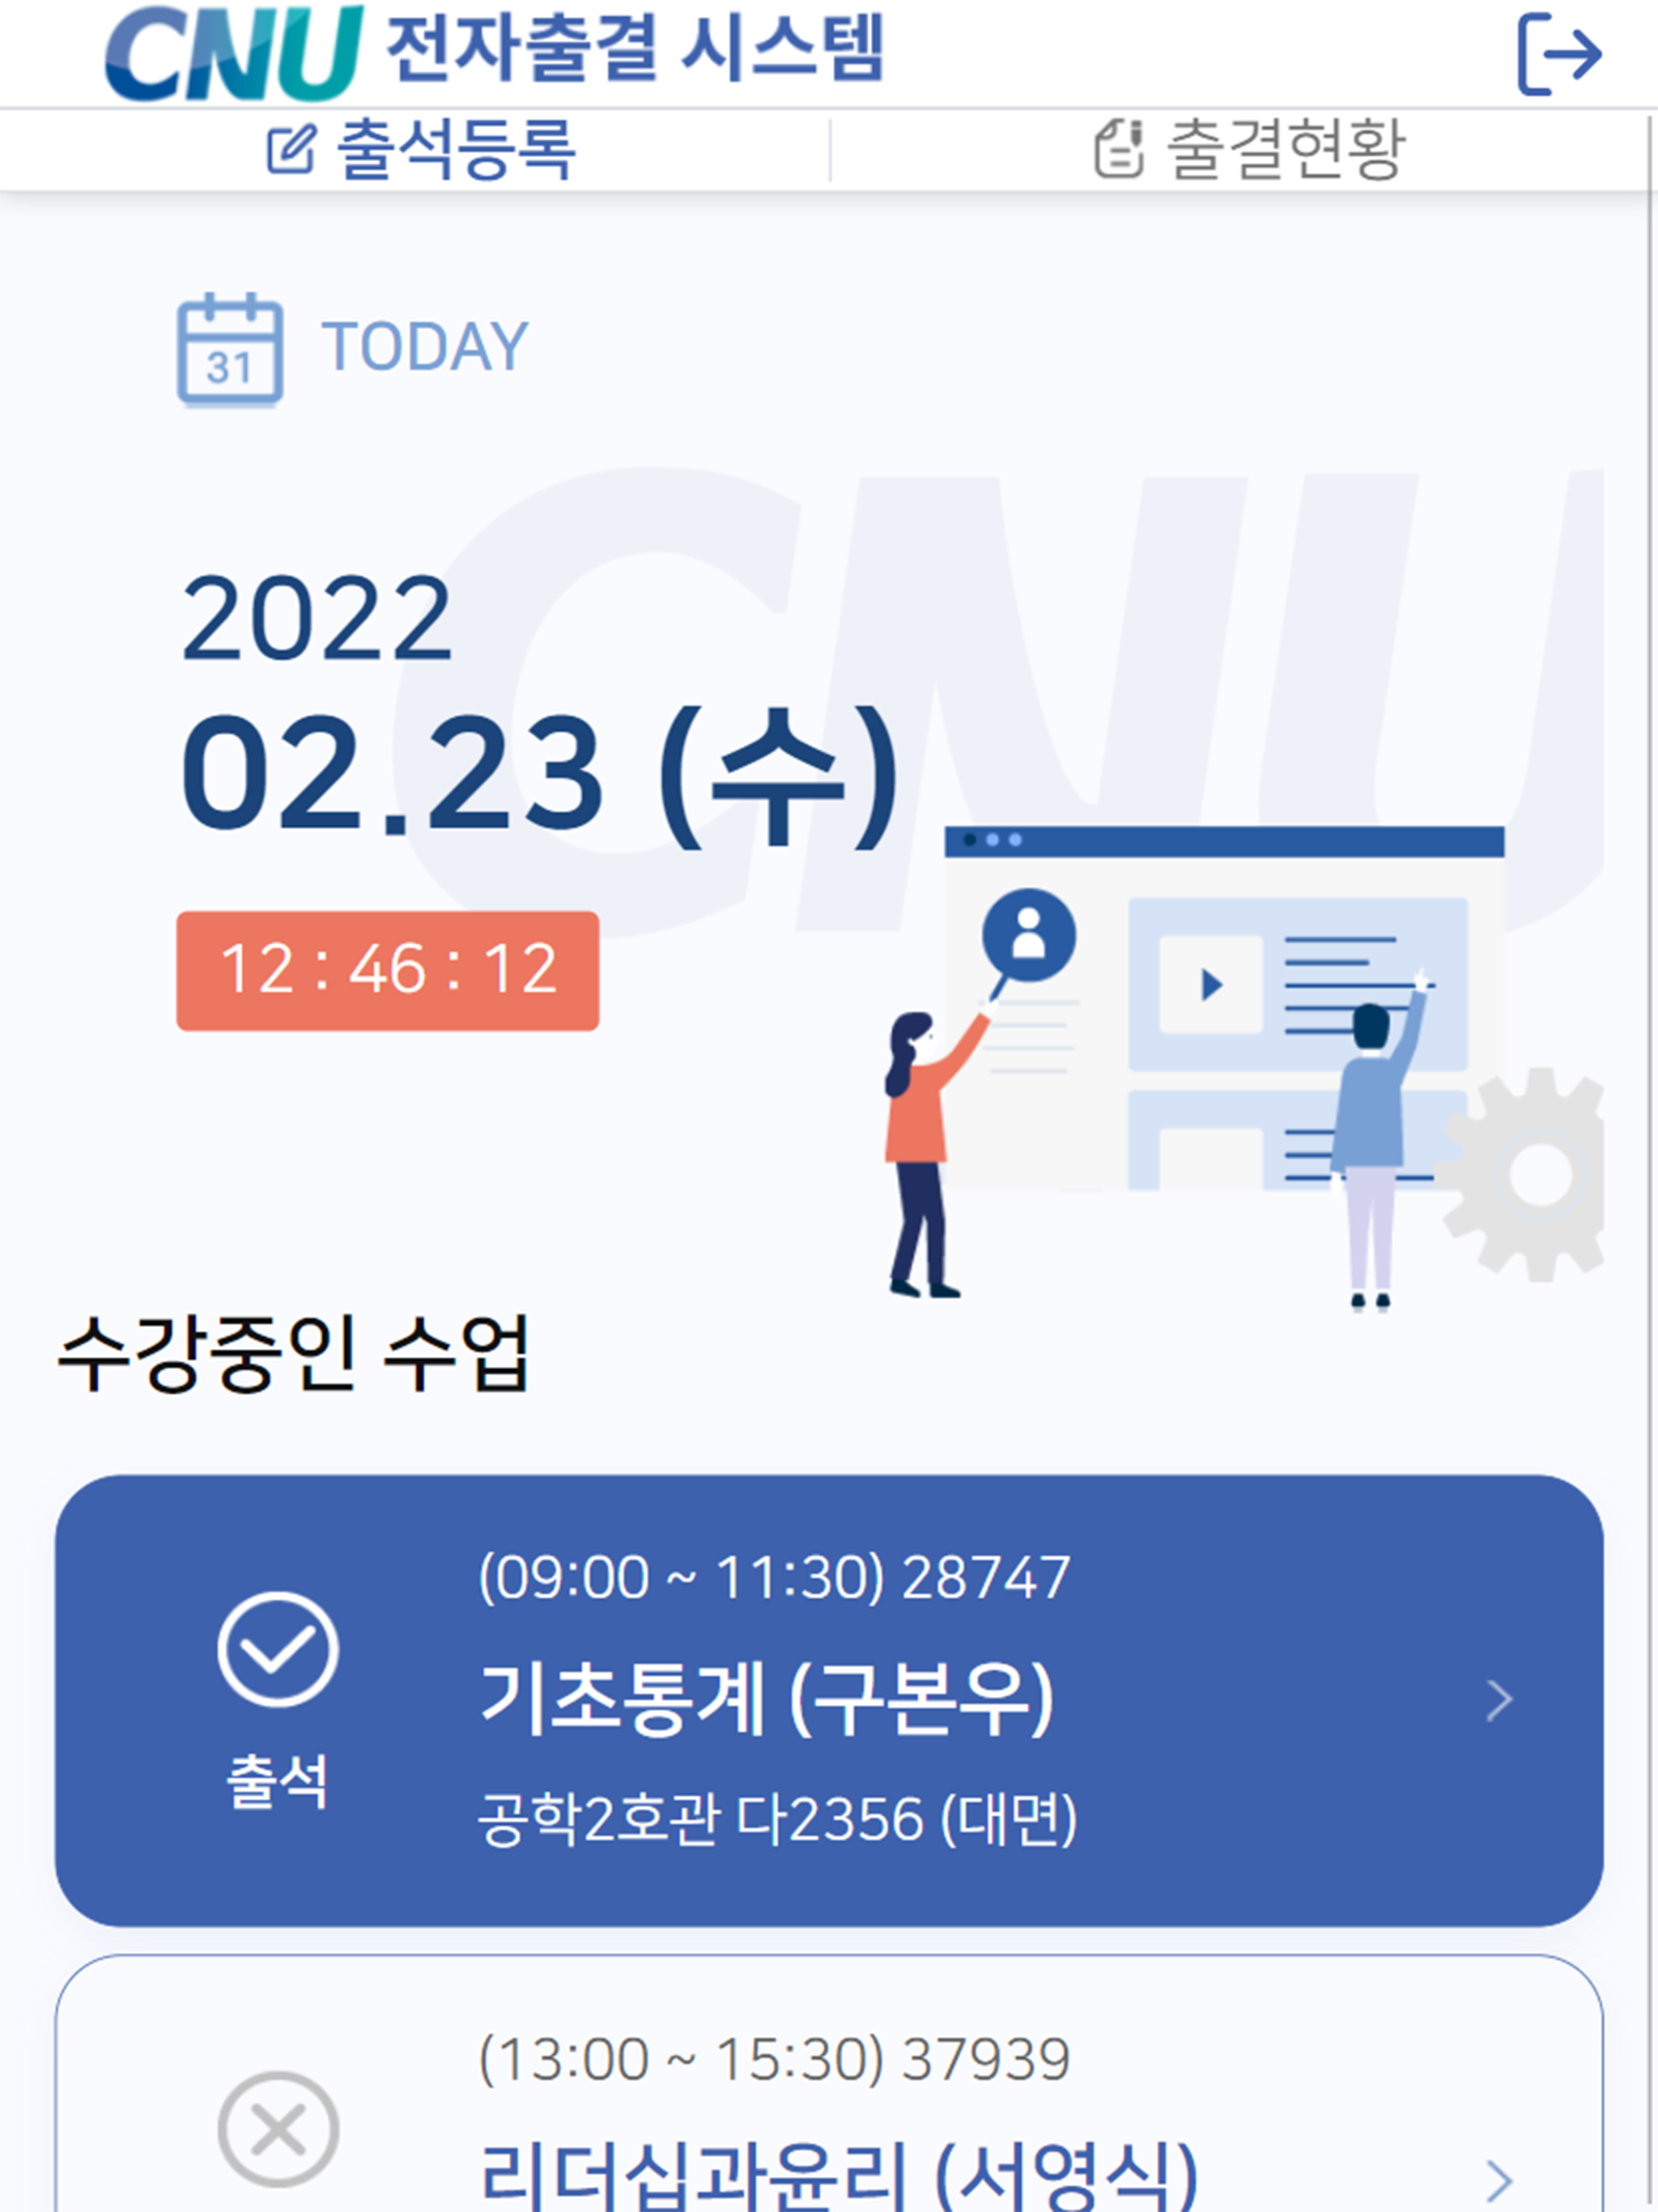 CNU 전자출결 시스템
출석등록
출결현황
31 TODAY
CNU
2022
02.23 (수)
12 : 46 : 12
수강중인 수업
(09:00 ~ 11:30) 28747
기초통계 (구본우)
출석
공학2호관 다2356 (대면)
(13:00 ~ 15:30) 37939
리더십과윤리 (서영식)